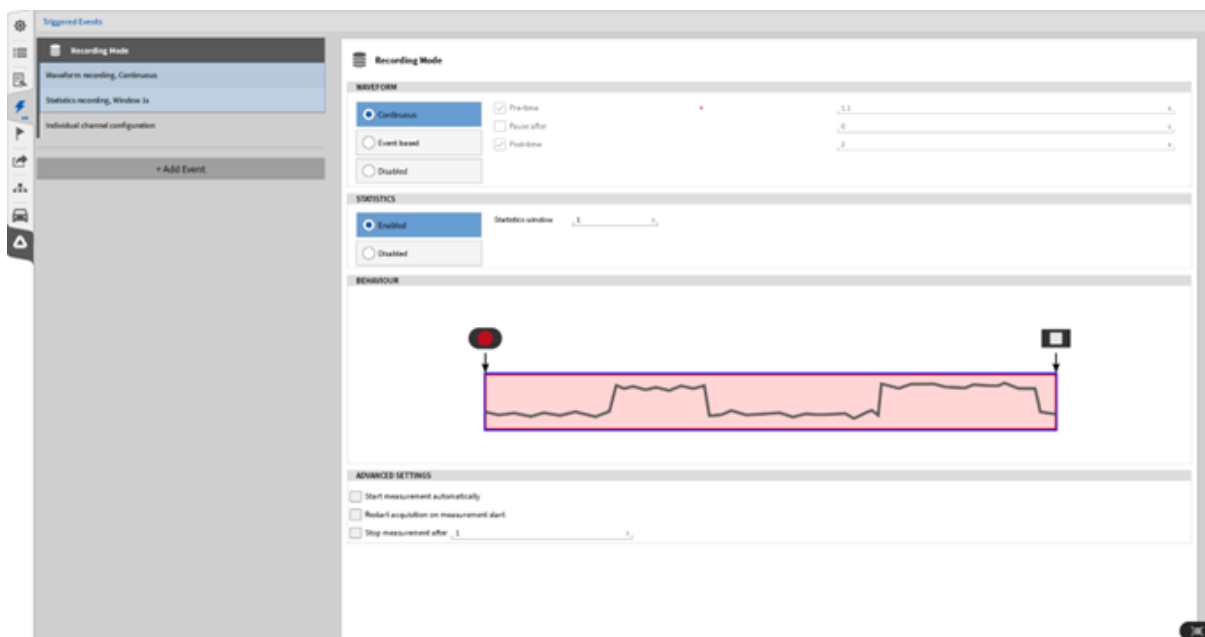 Triggered Events
Recording Mode
Waveform recording, Continuous
Statistics recording, Window 1s
Individual channel configuration
+ Add Event
Recording Mode
WAVEFORM
Continuous
Event based
Disabled
Pre-time
Pause after
Post-time
0
2
STATISTICS
Enabled
Disabled
Statistics window 1
BEHAVIOUR
ADVANCED SETTINGS
Start measurement automatically
Restart acquisition on measurement start
Stop measurement after 1